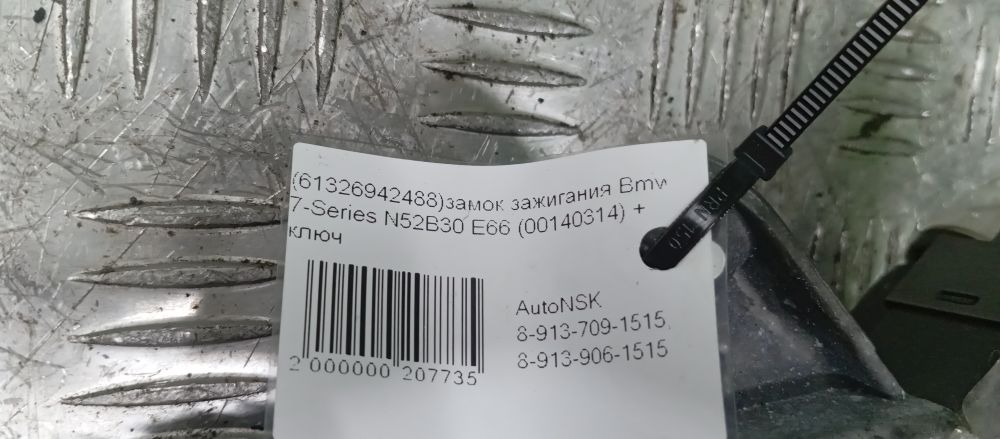 (61326942488)замок зажигания Bmw
7-Series N52B30 E66 (00140314) +
ключ
AutoNSK
8-913-709-1515,
8-913-906-1515
2 000000 207735